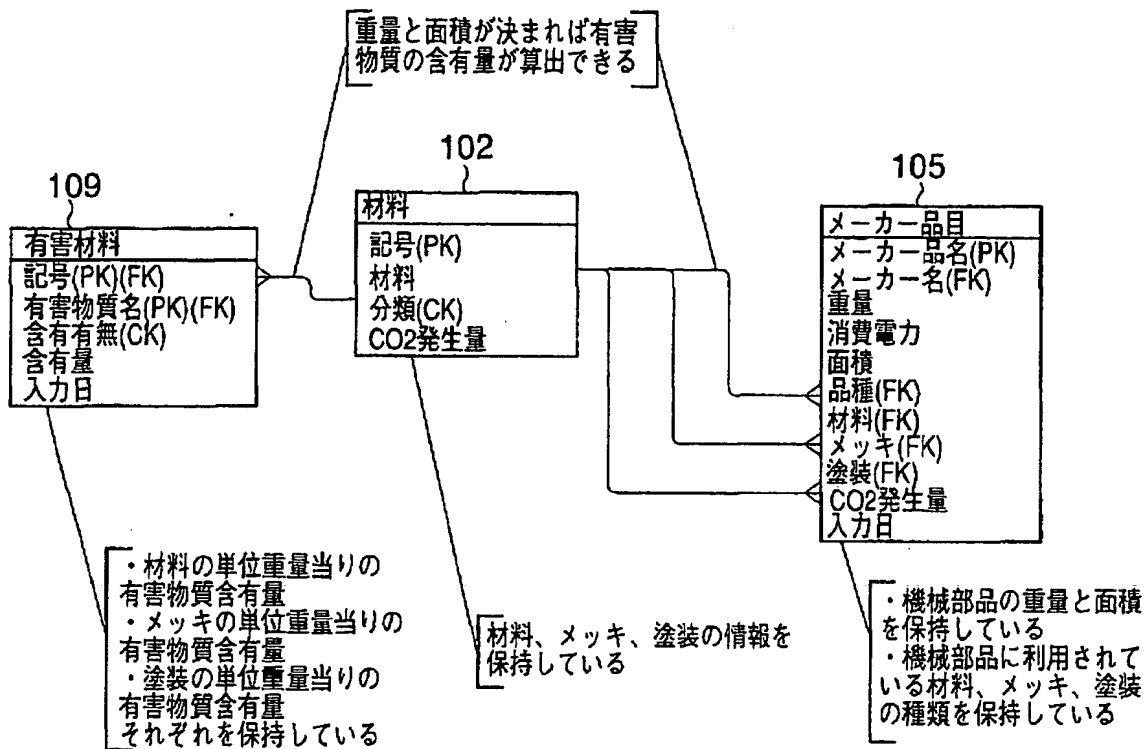 重量と面積が決まれば有害
物質の含有量が算出できる
109
有害材料
記号(PK)(FK)
有害物質名(PK)(FK)
含有有無(CK)
含有量
入力日
102
材料
記号(PK)
材料
分類(CK)
CO2発生量
105
メーカー品目
メーカー品名(PK)
メーカー名(FK)
重量
消費電力
面積
品種(FK)
材料(FK)
メッキ(FK)
塗装(FK)
CO2発生量
入力日
・材料の単位重量当りの
有害物質含有量
・メッキの単位重量当りの
有害物質含有量
・塗装の単位重量当りの
有害物質含有量
それぞれを保持している
材料、メッキ、塗装の情報を
保持している
・機械部品の重量と面積
を保持している
・機械部品に利用されて
いる材料、メッキ、塗装
の種類を保持している